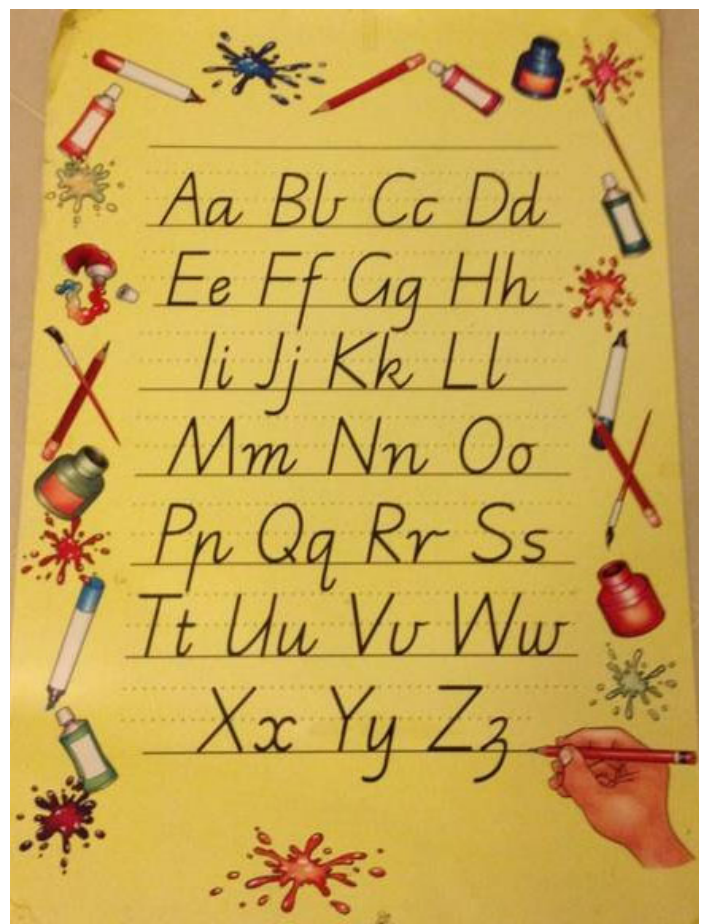 Aa Bb Cc Dd
Ee Ff Gg Hh
Ii Jj Kk Ll
Mm Nn Oo
Pp Qq Rr Ss
Tt Uu Vv Ww
Xx Yy Zz